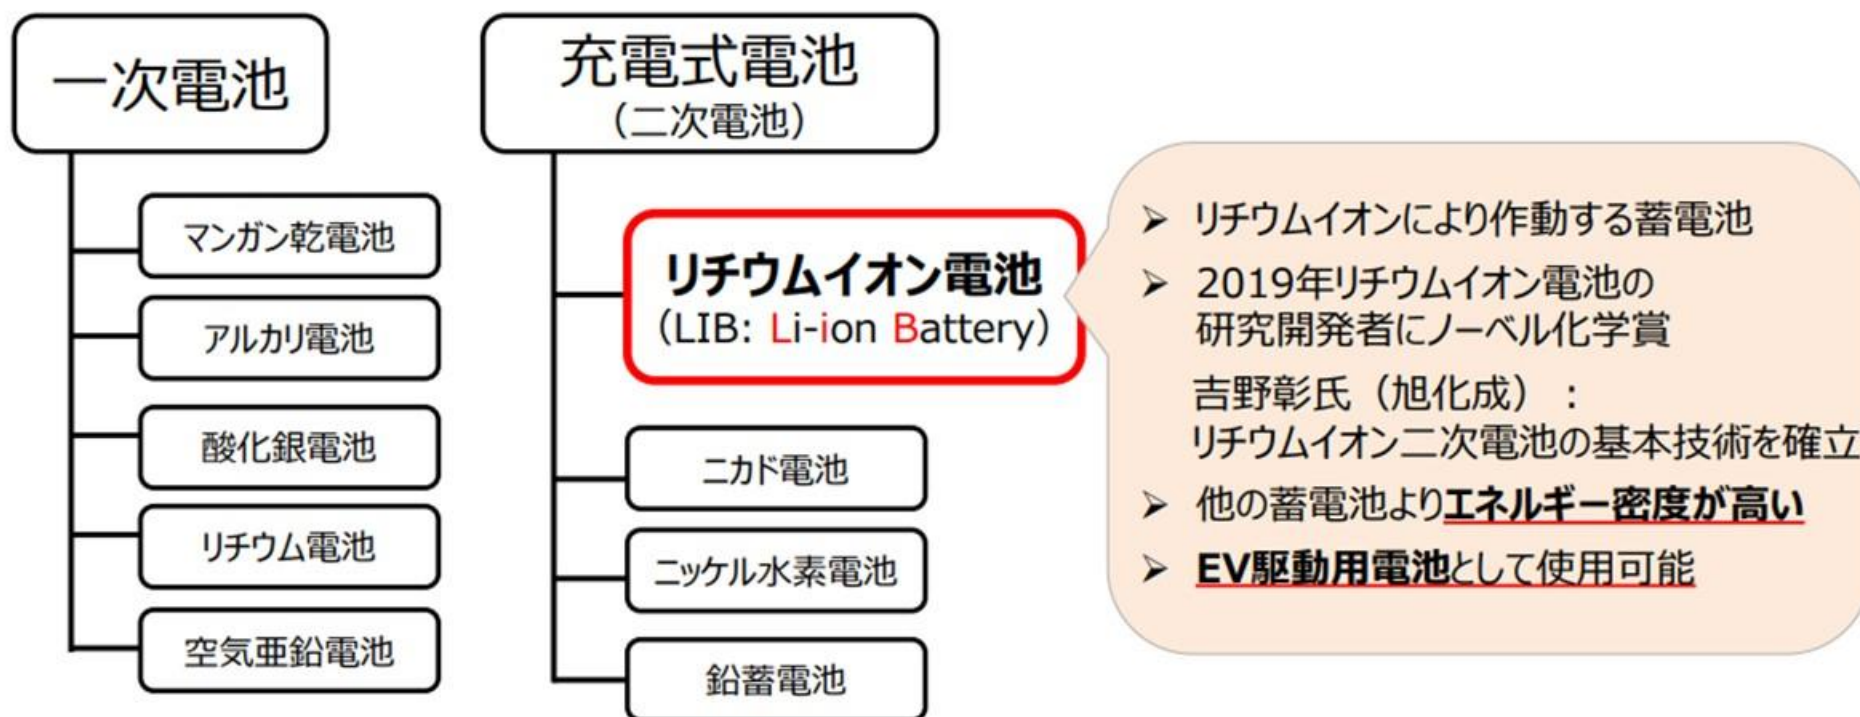 一次電池
マンガン乾電池
アルカリ電池
酸化銀電池
リチウム電池
空気亜鉛電池
充電式電池
（二次電池）
リチウムイオン電池
（LIB: Li-ion Battery）
ニカド電池
ニッケル水素電池
鉛蓄電池
➢ リチウムイオンにより作動する蓄電池
➢ 2019年リチウムイオン電池の
研究開発者にノーベル化学賞
吉野彰氏（旭化成）：
リチウムイオン二次電池の基本技術を確立
➢ 他の蓄電池よりエネルギー密度が高い
➢ EV駆動用電池として使用可能